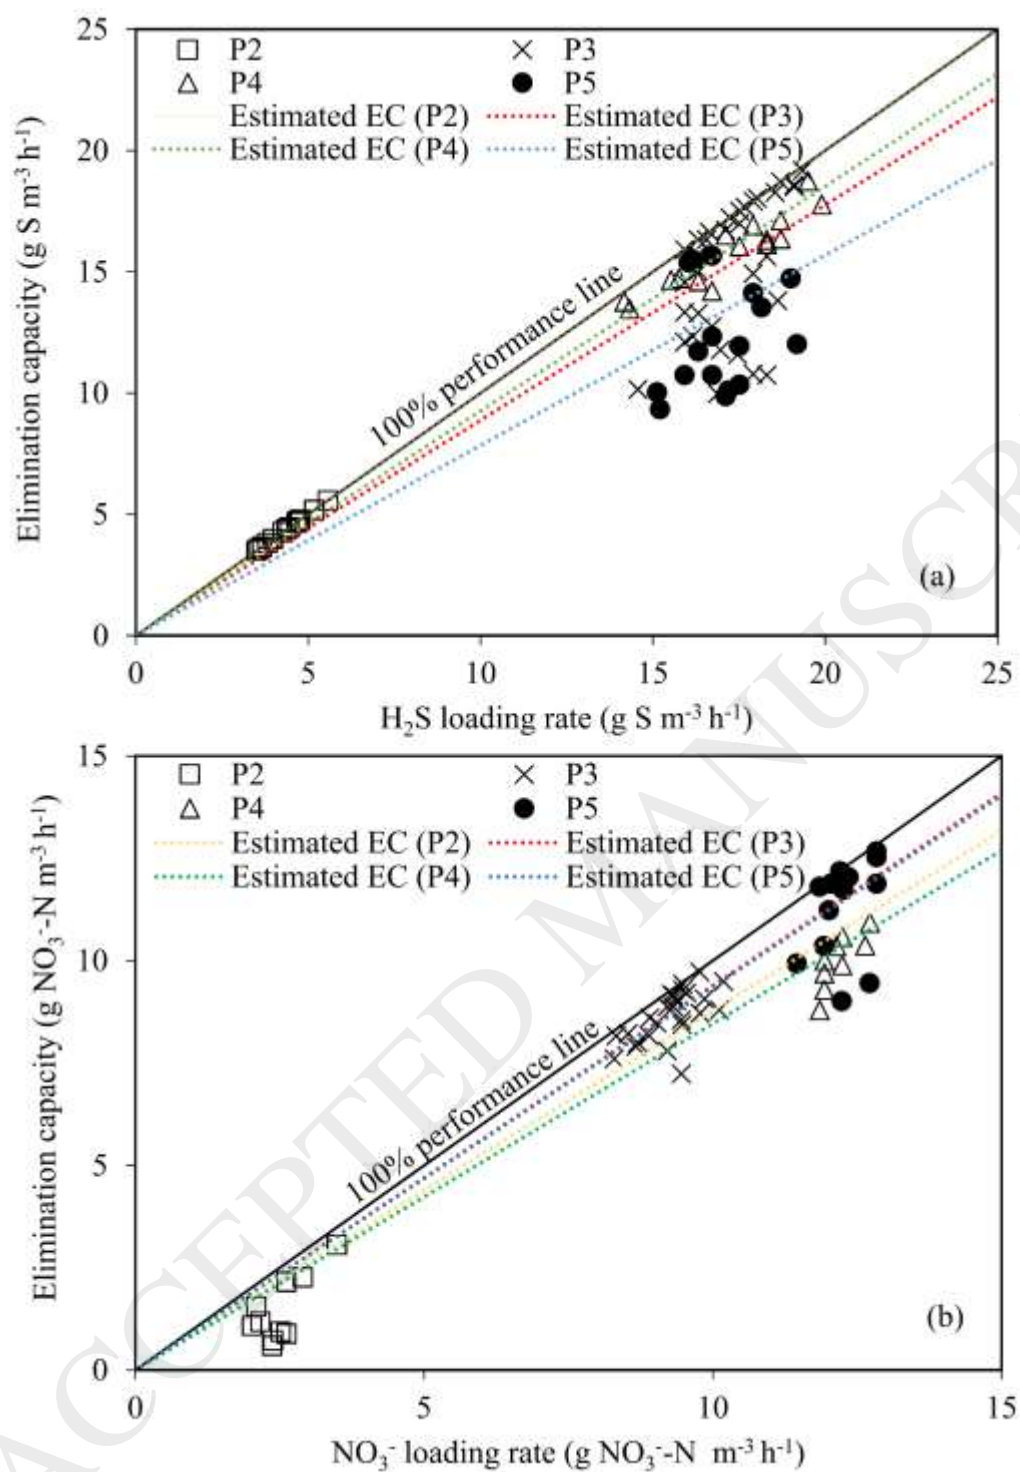 25
20
15
10
5
0
Elimination capacity (g S m⁻³ h⁻¹)
P2 P3
P4 P5
Estimated EC (P2) Estimated EC (P3)
Estimated EC (P4) Estimated EC (P5)
100% performance line
(a)
0 5 10 15 20 25
H₂S loading rate (g S m⁻³ h⁻¹)
15
10
5
0
Elimination capacity (g NO₃⁻-N m⁻³ h⁻¹)
P2 P3
P4 P5
Estimated EC (P2) Estimated EC (P3)
Estimated EC (P4) Estimated EC (P5)
100% performance line
(b)
0 5 10 15
NO₃⁻ loading rate (g NO₃⁻-N m⁻³ h⁻¹)
ACCEPTED MANUSCR